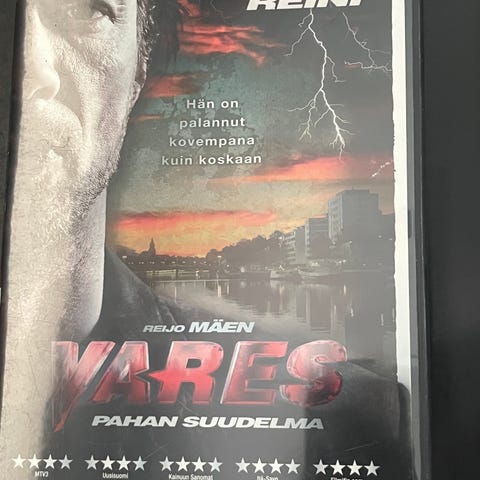 REINI
Hän on
palannut
kovempana
kuin koskaan
REIJO MÄEN
VARES
PAHAN SUUDELMA
MTV3
Uusisuomi
Kainuun Sanomat
Itä-Savo